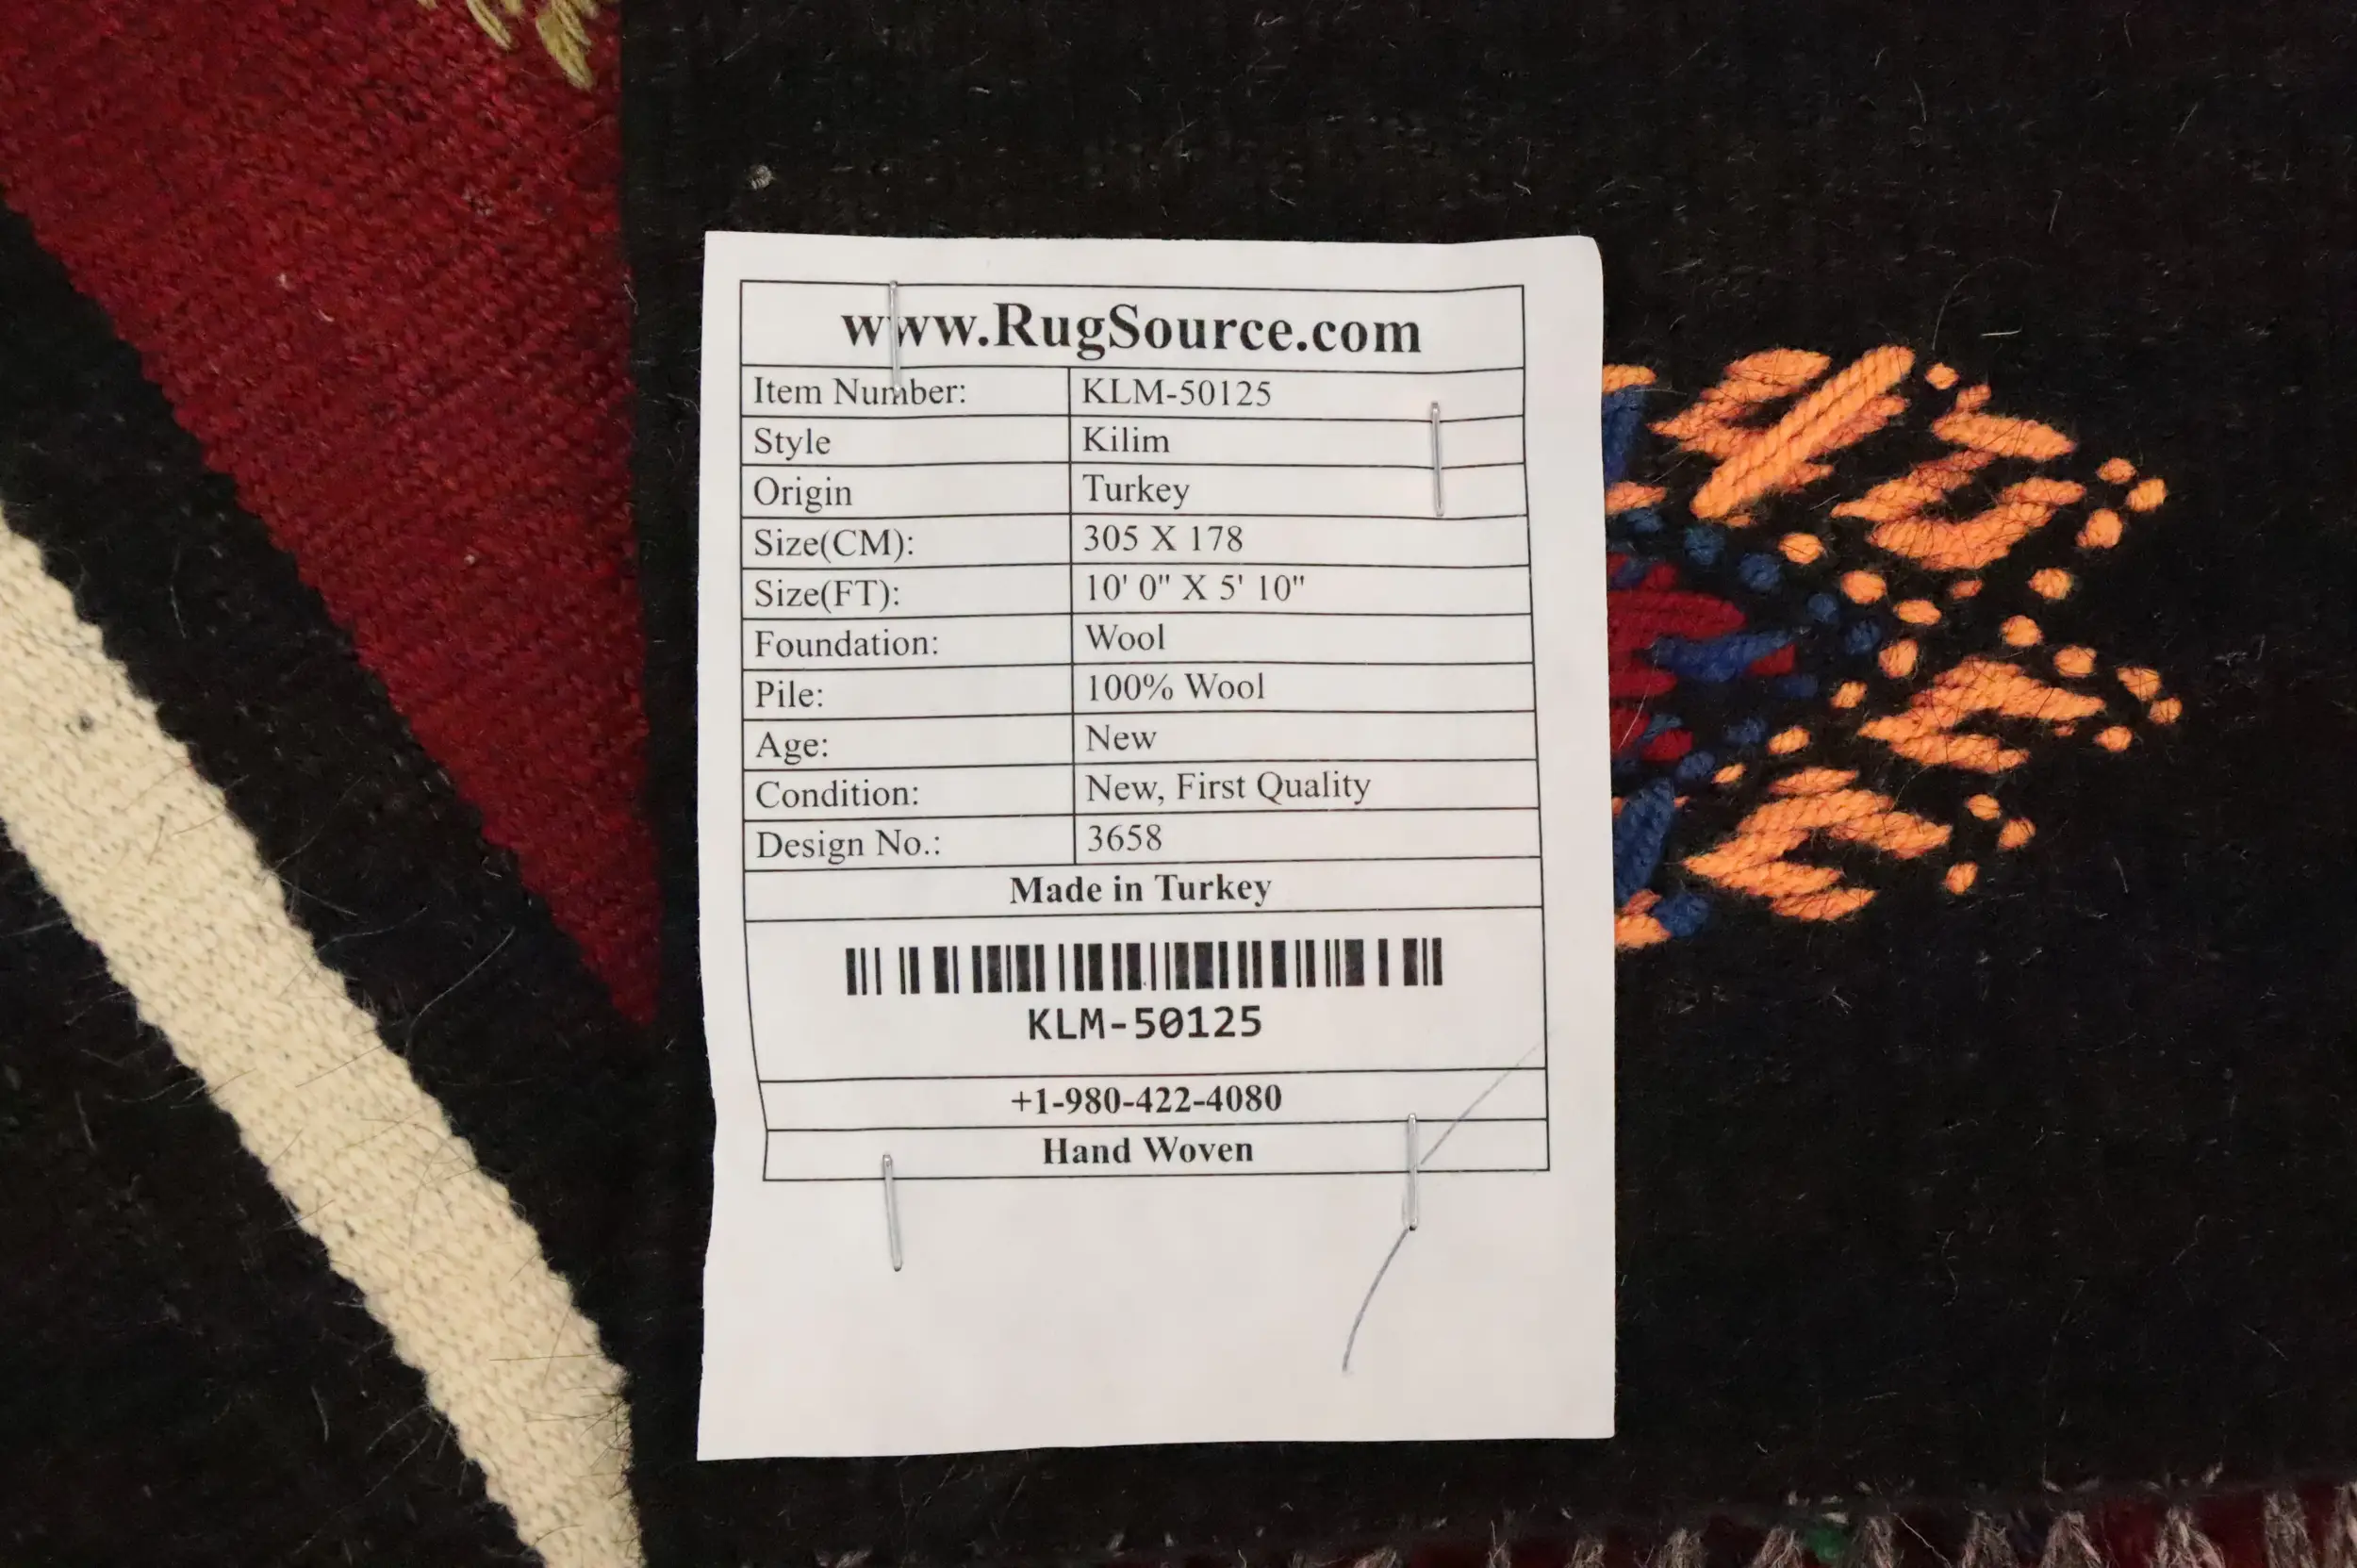 www.RugSource.com
Item Number: KLM-50125
Style Kilim
Origin Turkey
Size(CM): 305 X 178
Size(FT): 10' 0" X 5' 10"
Foundation: Wool
Pile: 100% Wool
Age: New
Condition: New, First Quality
Design No.: 3658
Made in Turkey
KLM-50125
+1-980-422-4080
Hand Woven